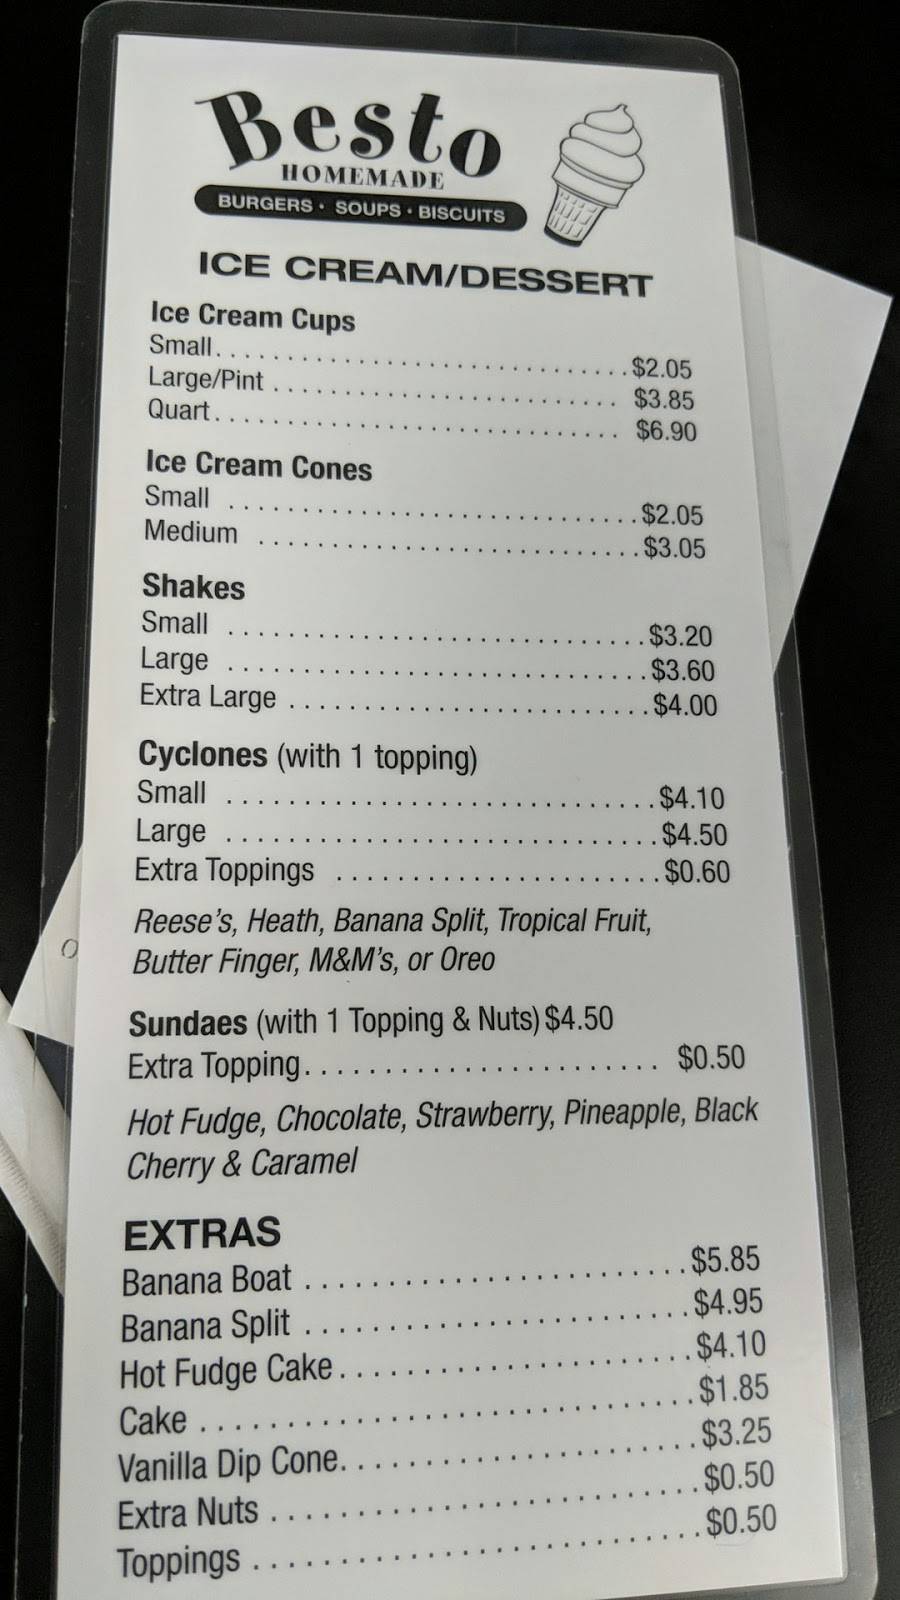 Besto
HOMEMADE
BURGERS • SOUPS • BISCUITS
ICE CREAM/DESSERT
Ice Cream Cups
Small . . . . . . . . . . $2.05
Large/Pint . . . . . . . . . . $3.85
Quart . . . . . . . . . . $6.90
Ice Cream Cones
Small . . . . . . . . . . $2.05
Medium . . . . . . . . . . $3.05
Shakes
Small . . . . . . . . . . $3.20
Large . . . . . . . . . . $3.60
Extra Large . . . . . . . . . . $4.00
Cyclones (with 1 topping)
Small . . . . . . . . . . $4.10
Large . . . . . . . . . . $4.50
Extra Toppings . . . . . . . . . . $0.60
Reese's, Heath, Banana Split, Tropical Fruit,
Butter Finger, M&M's, or Oreo
Sundaes (with 1 Topping & Nuts) $4.50
Extra Topping . . . . . . . . . . $0.50
Hot Fudge, Chocolate, Strawberry, Pineapple, Black
Cherry & Caramel
EXTRAS
Banana Boat . . . . . . . . . . $5.85
Banana Split . . . . . . . . . . $4.95
Hot Fudge Cake . . . . . . . . . . $4.10
Cake . . . . . . . . . . $1.85
Vanilla Dip Cone . . . . . . . . . . $3.25
Extra Nuts . . . . . . . . . . $0.50
Toppings . . . . . . . . . . $0.50